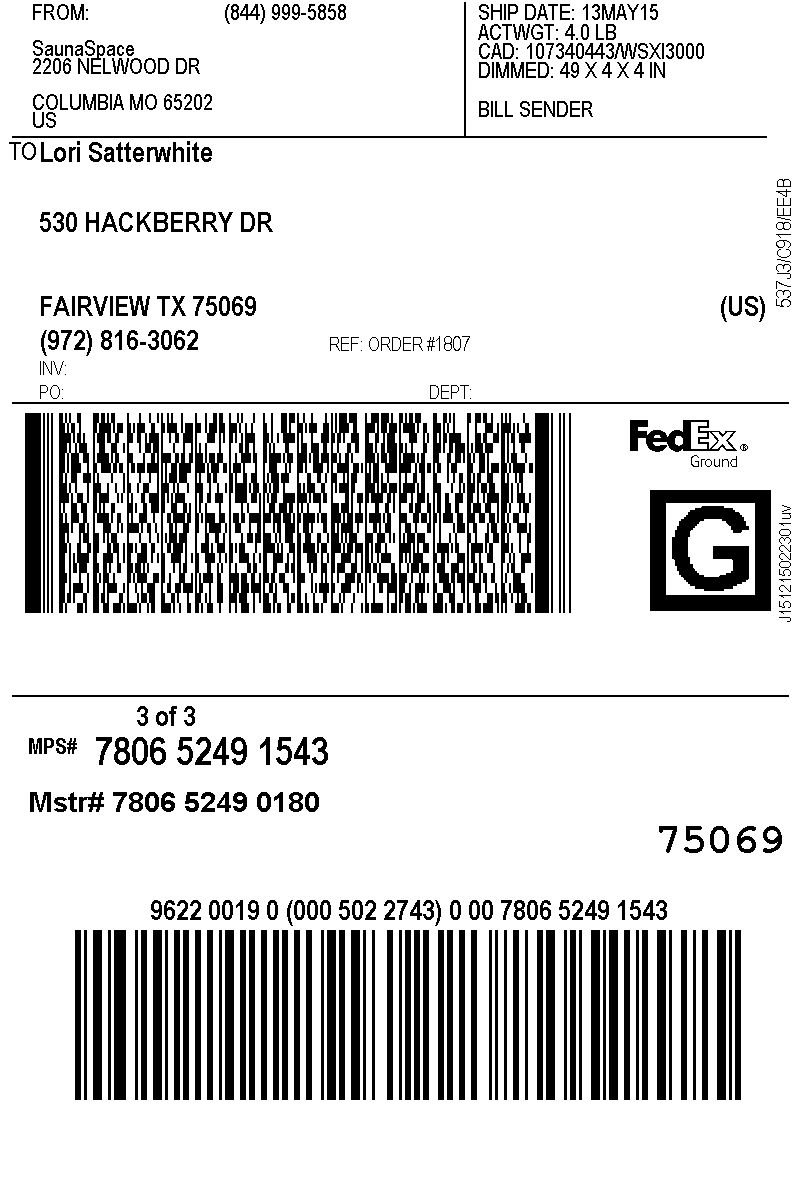 FROM: (844) 999-5858
SaunaSpace
2206 NELWOOD DR
COLUMBIA MO 65202
US
SHIP DATE: 13MAY15
ACTWGT: 4.0 LB
CAD: 107340443/WSXI3000
DIMMED: 49 X 4 X 4 IN
BILL SENDER
TO Lori Satterwhite
530 HACKBERRY DR
FAIRVIEW TX 75069 (US)
(972) 816-3062 REF: ORDER #1807
INV:
PO: DEPT:
537J3/C918/EE4B
FedEx ®
Ground
G
J151215022301uv
3 of 3
MPS# 7806 5249 1543
Mstr# 7806 5249 0180
75069
9622 0019 0 (000 502 2743) 0 00 7806 5249 1543